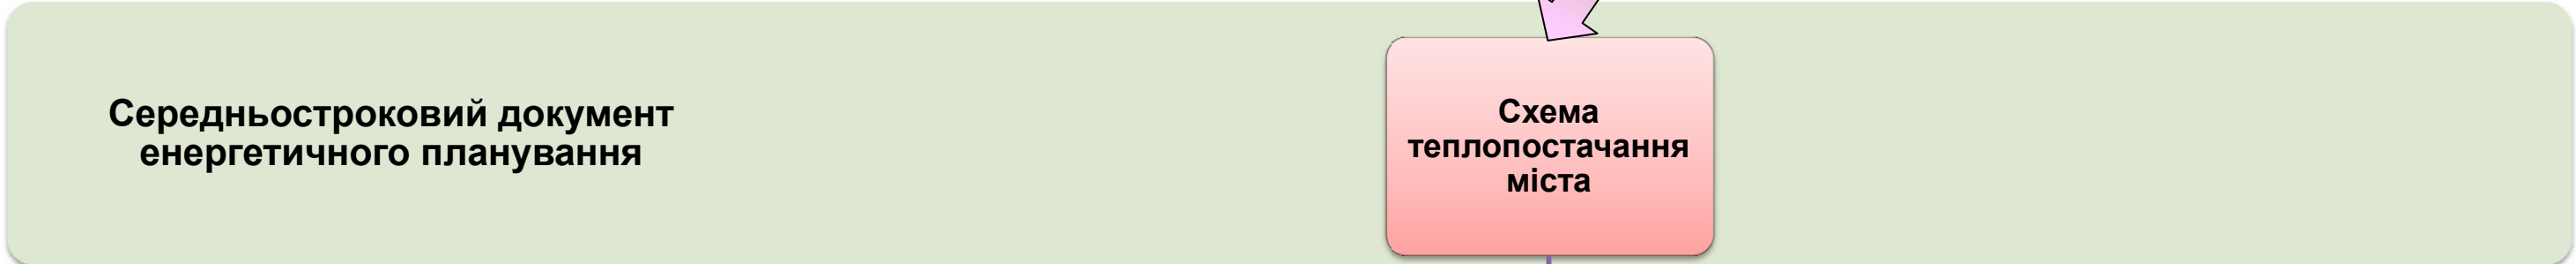 Середньостроковий документ
енергетичного планування
Схема
теплопостачання
міста